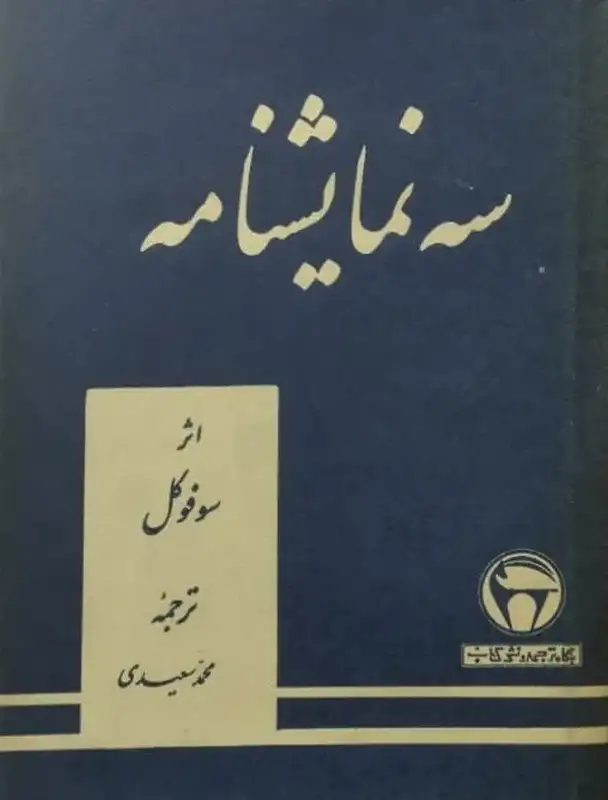 سه نمایشنامه
اثر
سوفوکل
ترجمهٔ
محمد سعیدی
بنگاه ترجمه و نشر کتاب